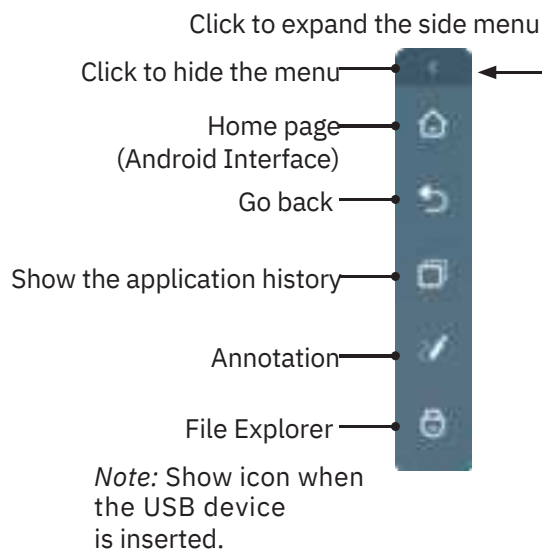 Click to expand the side menu
Click to hide the menu
Home page
(Android Interface)
Go back
Show the application history
Annotation
File Explorer
Note: Show icon when
the USB device
is inserted.